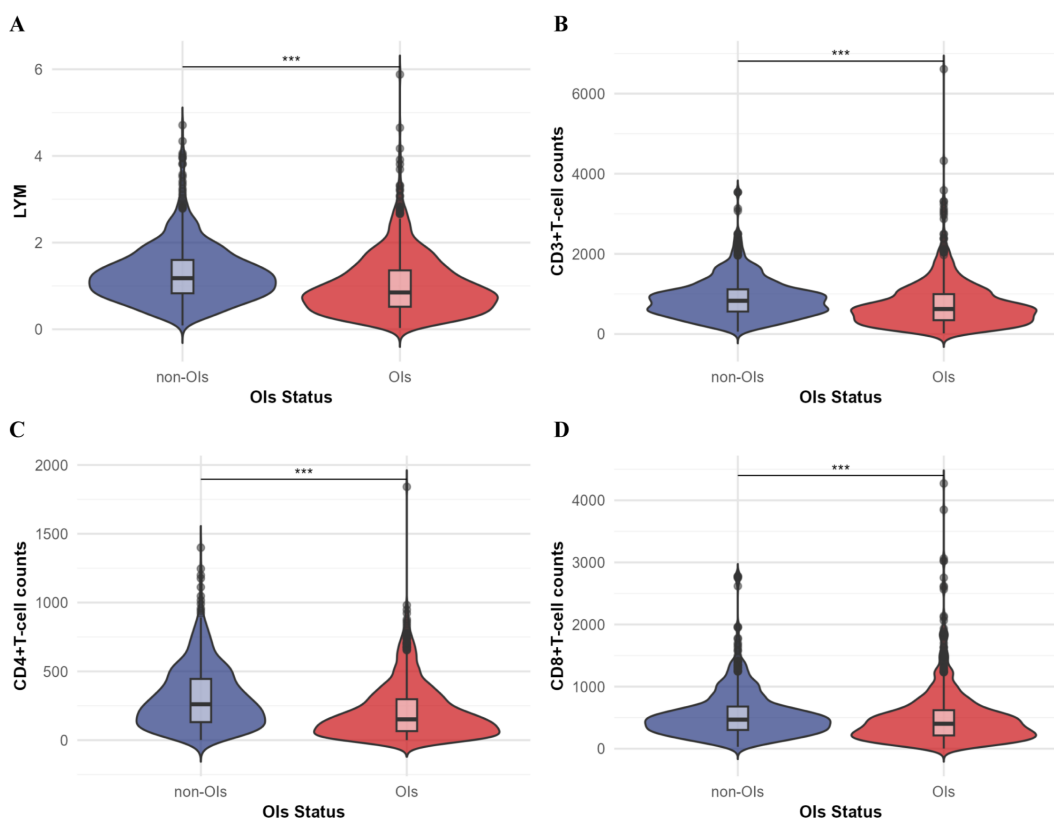 A
***
6
4
2
0
LYM
non-OIs
OIs
OIs Status
B
***
6000
4000
2000
0
CD3+T-cell counts
non-OIs
OIs
OIs Status
C
***
2000
1500
1000
500
0
CD4+T-cell counts
non-OIs
OIs
OIs Status
D
***
4000
3000
2000
1000
0
CD8+T-cell counts
non-OIs
OIs
OIs Status